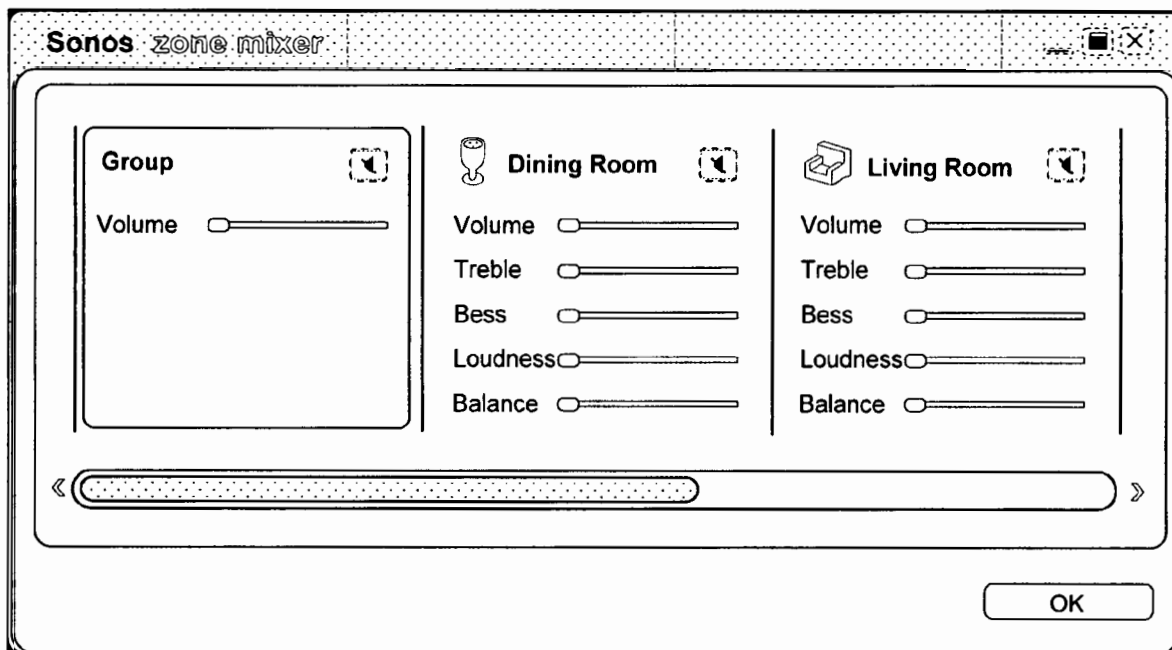 Sonos zone mixer
Group
Volume
Dining Room
Volume
Treble
Bess
Loudness
Balance
Living Room
Volume
Treble
Bess
Loudness
Balance
OK